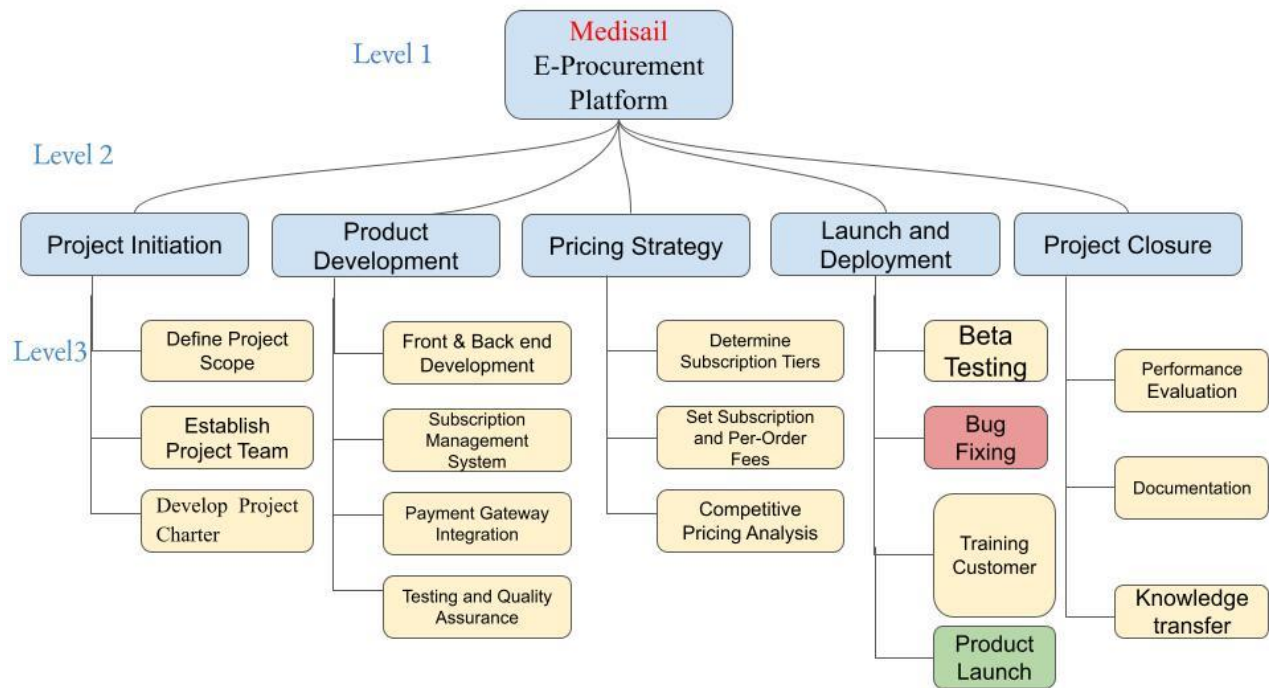 Level 1
Medisail
E-Procurement
Platform
Level 2
Project Initiation
Product
Development
Pricing Strategy
Launch and
Deployment
Project Closure
Level3
Define Project
Scope
Establish
Project Team
Develop Project
Charter
Front & Back end
Development
Subscription
Management
System
Payment Gateway
Integration
Testing and Quality
Assurance
Determine
Subscription Tiers
Set Subscription
and Per-Order
Fees
Competitive
Pricing Analysis
Beta
Testing
Bug
Fixing
Training
Customer
Product
Launch
Performance
Evaluation
Documentation
Knowledge
transfer